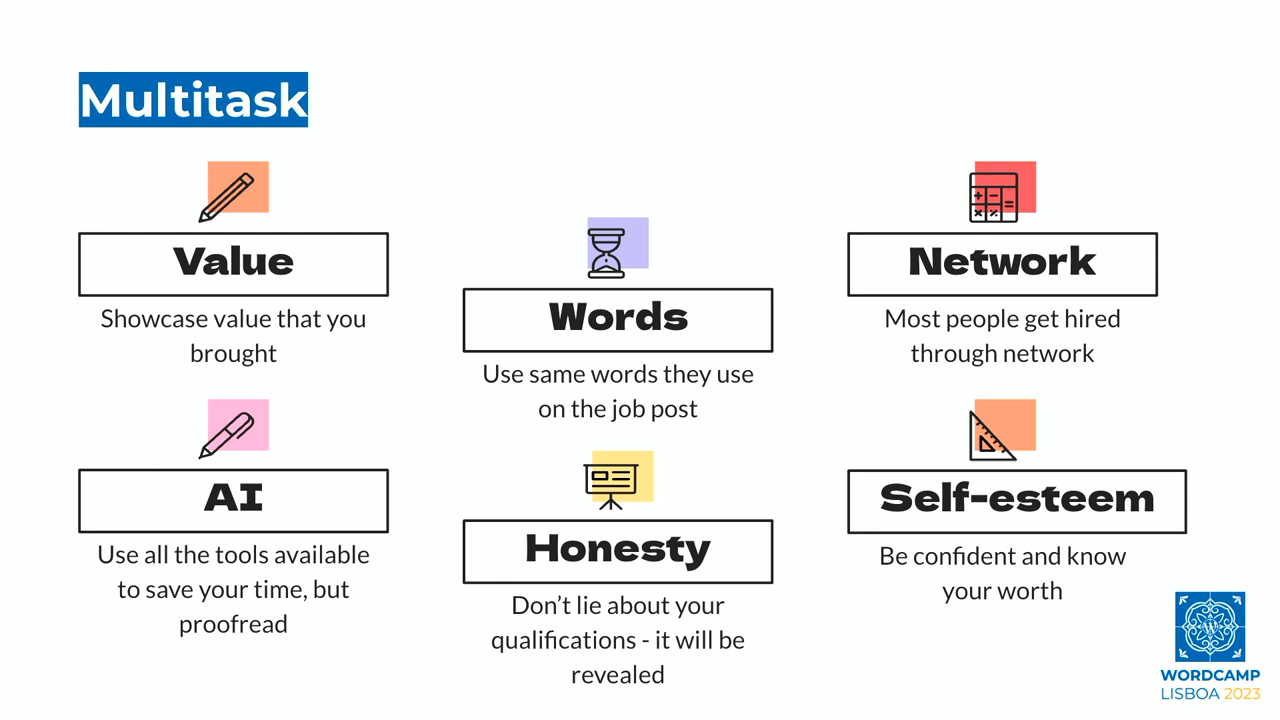 Multitask
Value
Showcase value that you
brought
Words
Use same words they use
on the job post
Network
Most people get hired
through network
AI
Use all the tools available
to save your time, but
proofread
Honesty
Don’t lie about your
qualifications - it will be
revealed
Self-esteem
Be confident and know
your worth
WORDCAMP
LISBOA 2023